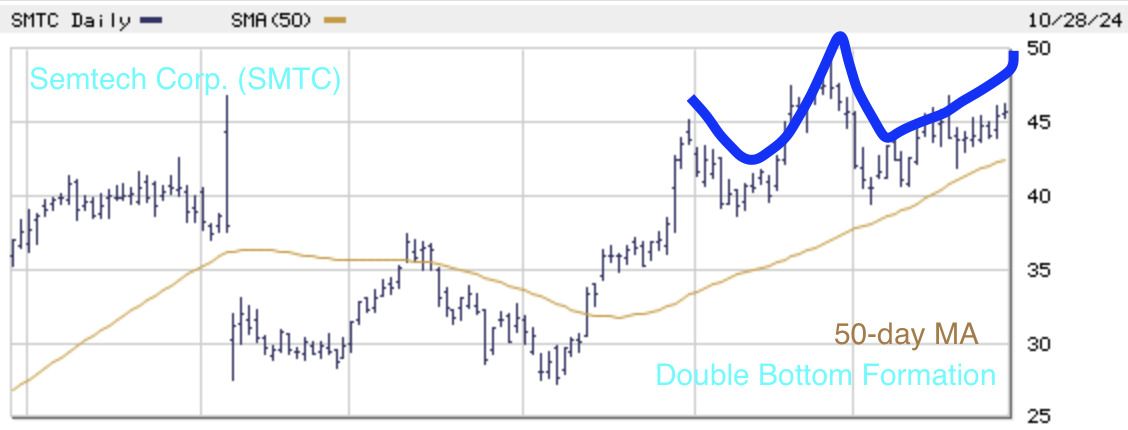 SMTC Daily SMA(50) 10/28/24
50
Semtech Corp. (SMTC)
45
40
35
50-day MA
30
Double Bottom Formation
25